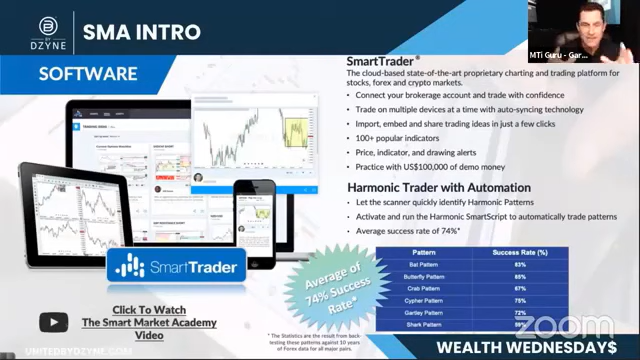 BY
DZYNE
SMA INTRO
MTi Guru - Gar...
SOFTWARE
SmartTrader®
The cloud-based state-of-the-art proprietary charting and trading platform for
stocks, forex and crypto markets.
• Connect your brokerage account and trade with confidence
• Trade on multiple devices at a time with auto-syncing technology
• Import, embed and share trading ideas in just a few clicks
• 100+ popular indicators
• Price, indicator, and drawing alerts
• Practice with US$100,000 of demo money
Harmonic Trader with Automation
• Let the scanner quickly identify Harmonic Patterns
• Activate and run the Harmonic SmartScript to automatically trade patterns
• Average success rate of 74%*
SmartTrader
Average of
74% Success
Rate*
Pattern Success Rate (%)
Bat Pattern 83%
Butterfly Pattern 85%
Crab Pattern 67%
Cypher Pattern 75%
Gartley Pattern 72%
Shark Pattern
Click To Watch
The Smart Market Academy
Video
* The Statistics are the result from back-
testing these patterns against 10 years
of Forex data for all major pairs.
zoom
UNITEDBYDZYNE.COM
WEALTH WEDNESDAY$